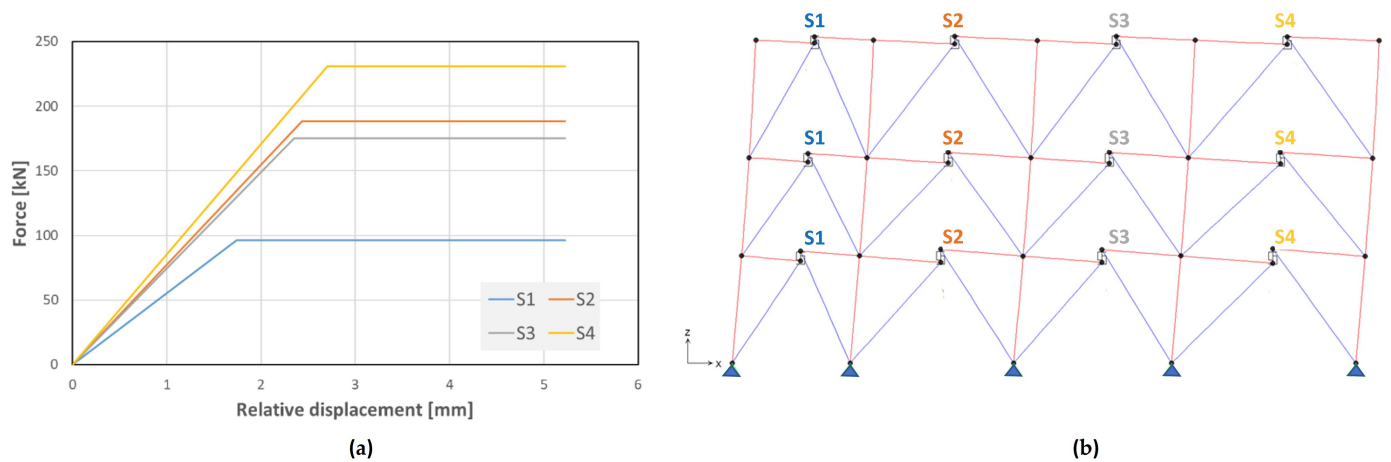 250
200
150
100
50
0
Force [kN]
0 1 2 3 4 5 6
Relative displacement [mm]
S1 S2
S3 S4
(a)
S1 S2 S3 S4
S1 S2 S3 S4
S1 S2 S3 S4
z
x
(b)